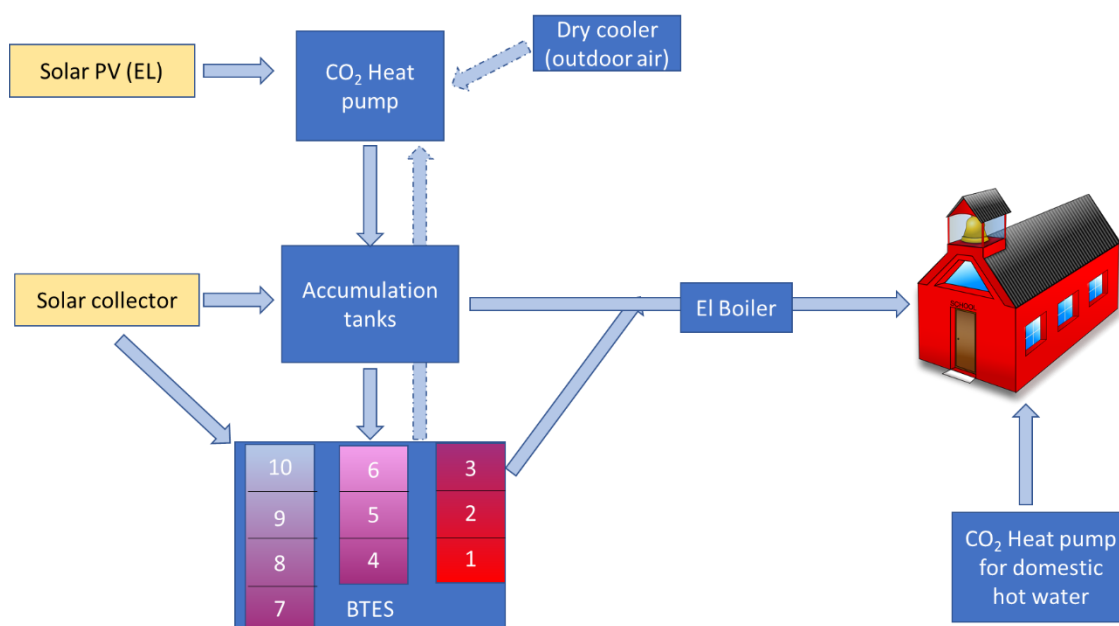 Solar PV (EL)
CO₂ Heat
pump
Dry cooler
(outdoor air)
Solar collector
Accumulation
tanks
El Boiler
SCHOOL
10
9
8
7
6
5
4
3
2
1
BTES
CO₂ Heat pump
for domestic
hot water